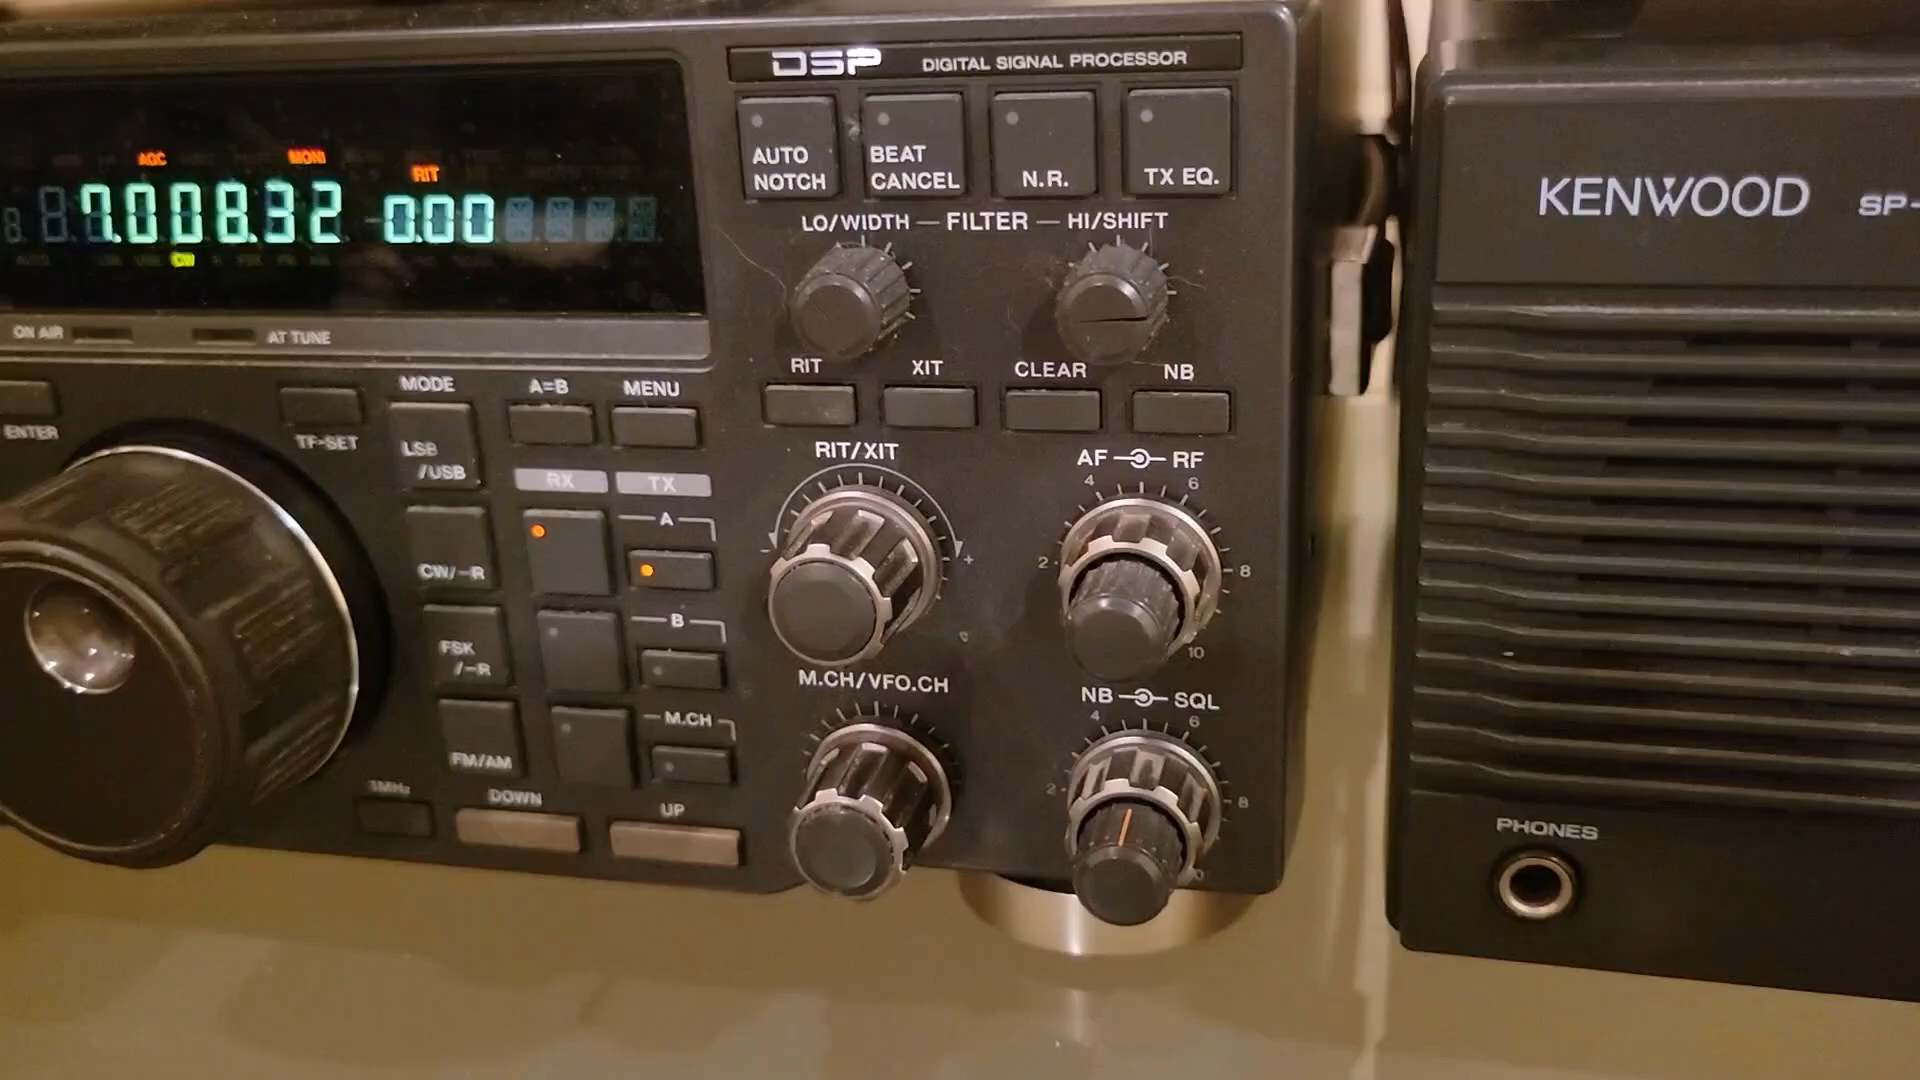 DSP DIGITAL SIGNAL PROCESSOR
AUTO NOTCH
BEAT CANCEL
N.R.
TX EQ.
LO/WIDTH — FILTER — HI/SHIFT
AGC MONI RIT
7.008.32 -0.00
CW
ON AIR
AT TUNE
RIT XIT CLEAR NB
ENTER
TF-SET
MODE
A=B
MENU
LSB
/USB
CW/-R
FSK
/-R
FM/AM
RX TX
A
B
M.CH
1MHz
DOWN
UP
RIT/XIT
- +
AF RF
2 4 6 8 10
M.CH/VFO.CH
NB SQL
2 4 6 8
KENWOOD SP-
PHONES